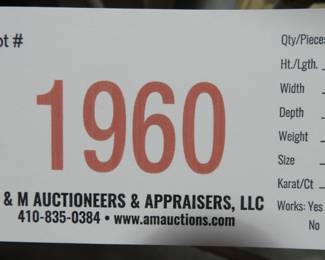 ot #
1960
& M AUCTIONEERS & APPRAISERS, LLC
410-835-0384 • www.amauctions.com
Qty/Pieces
Ht./Lgth.
Width
Depth
Weight
Size
Karat/Ct
Works: Yes
No